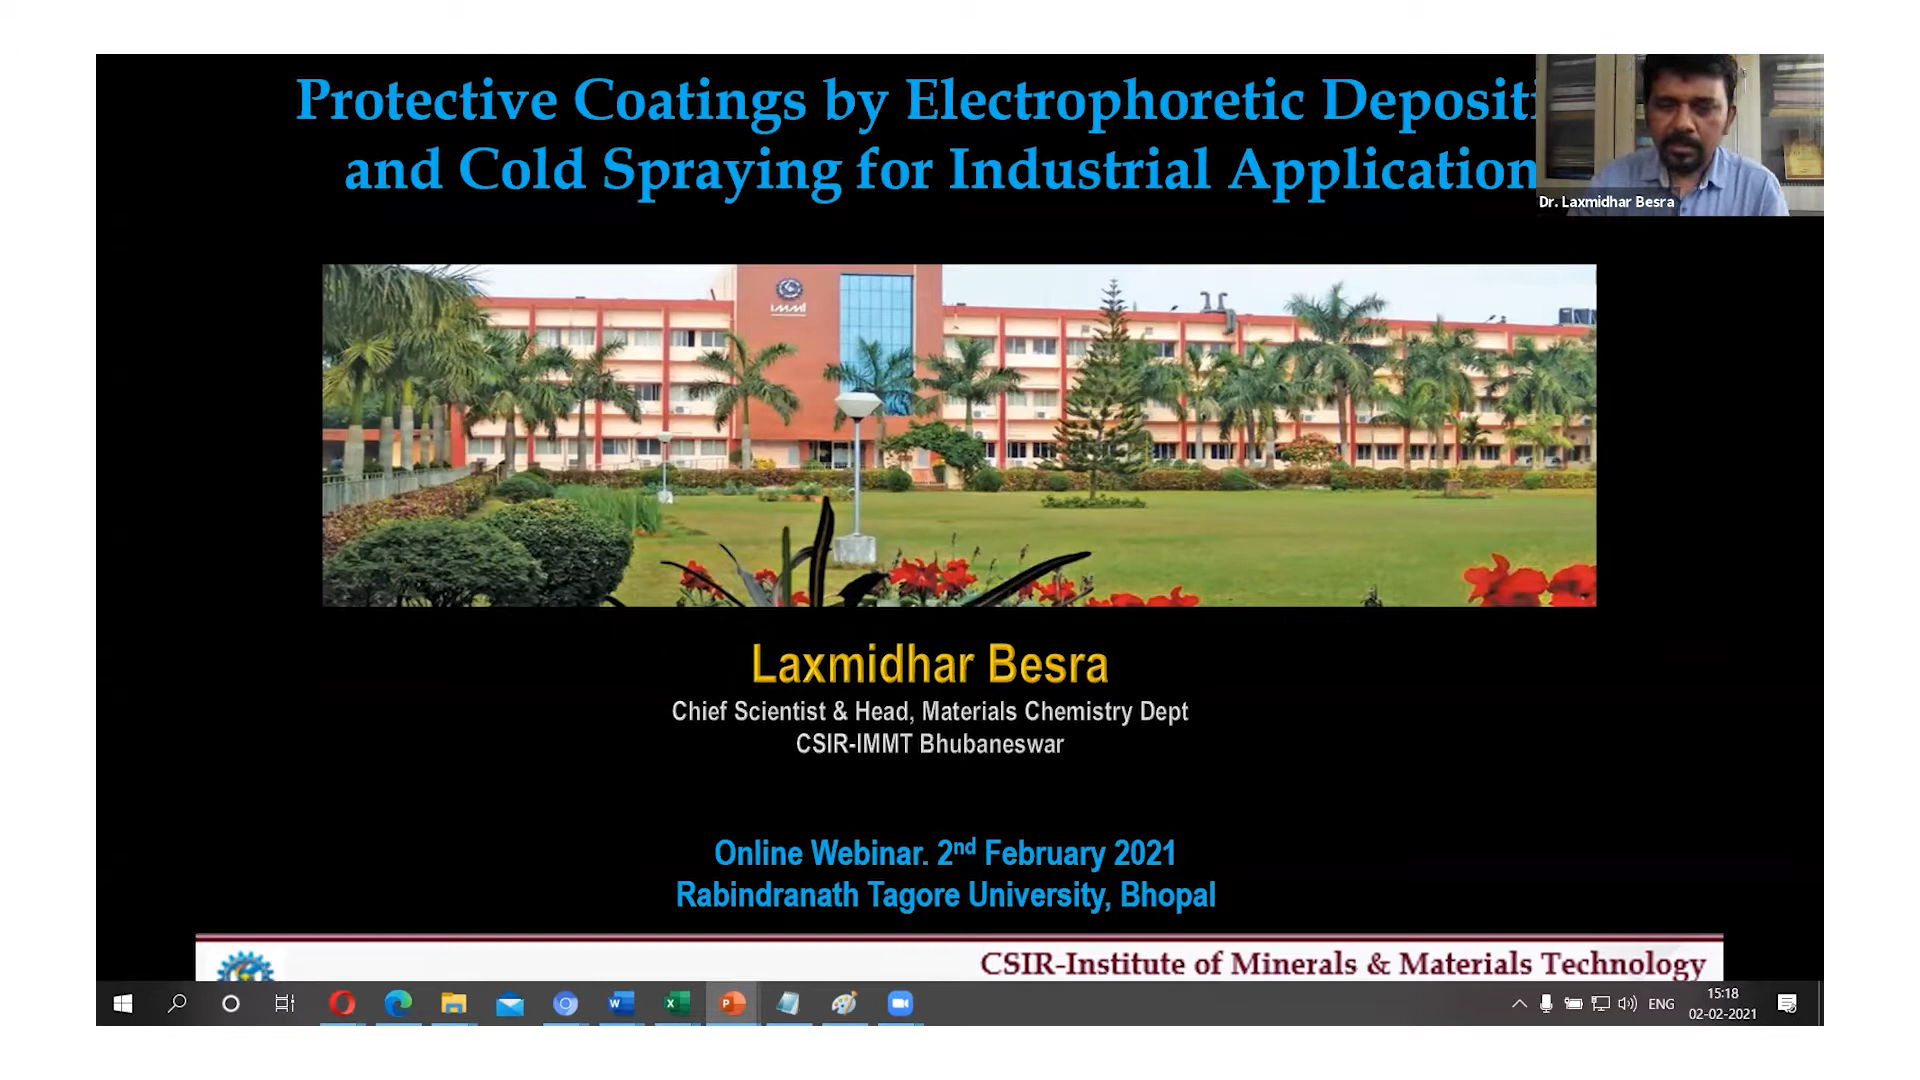 Protective Coatings by Electrophoretic Depositi
and Cold Spraying for Industrial Application
Dr. Laxmidhar Besra
IMMT
Laxmidhar Besra
Chief Scientist & Head, Materials Chemistry Dept
CSIR-IMMT Bhubaneswar
Online Webinar. 2nd February 2021
Rabindranath Tagore University, Bhopal
CSIR-Institute of Minerals & Materials Technology
ENG
15:18
02-02-2021